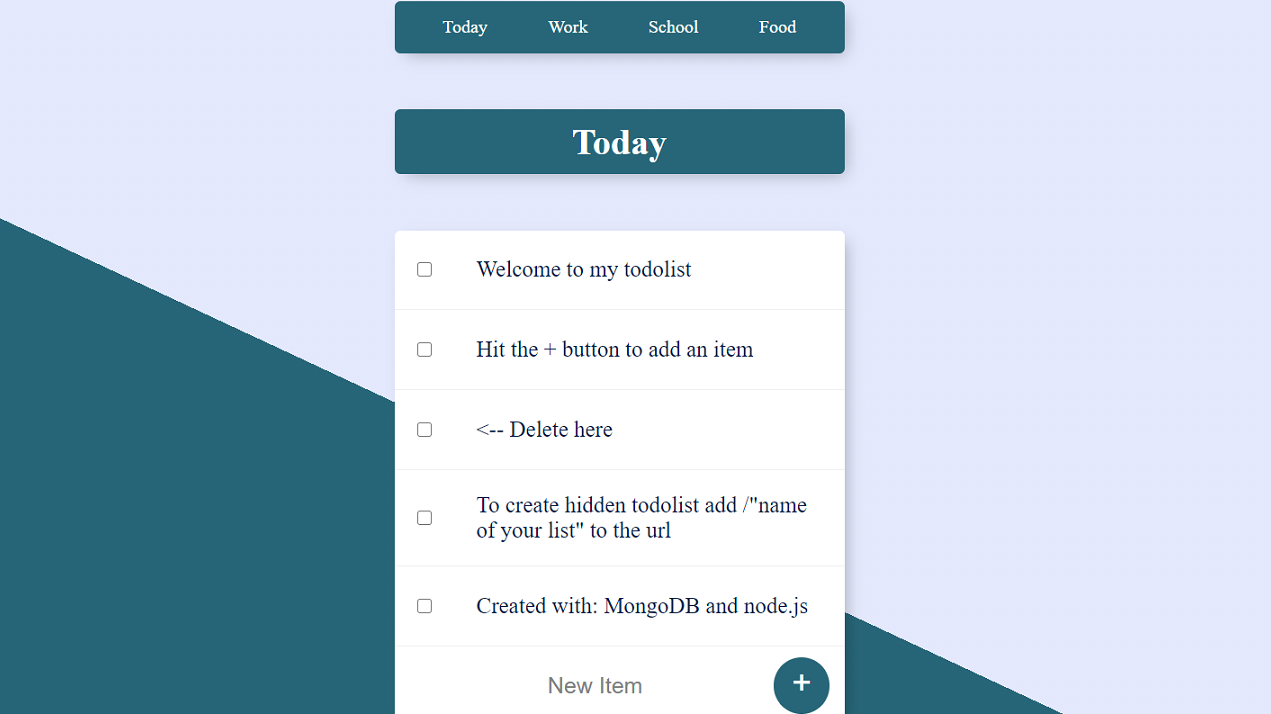 Today Work School Food
Today
Welcome to my todolist
Hit the + button to add an item
<-- Delete here
To create hidden todolist add /"name
of your list" to the url
Created with: MongoDB and node.js
New Item +